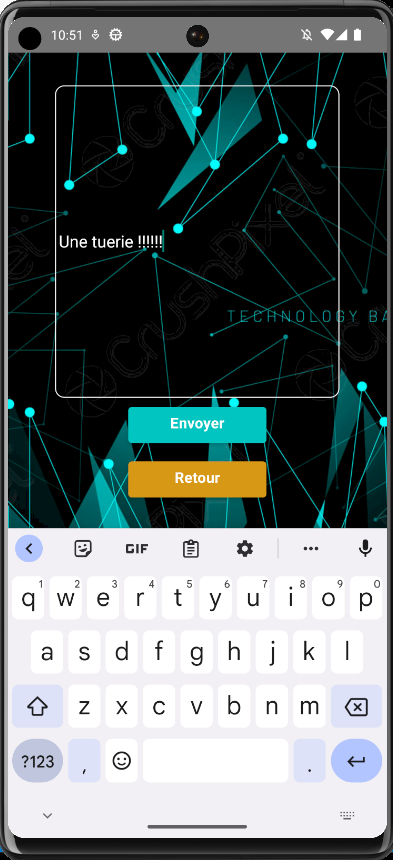 10:51
CrushPixel
CrushPixel
Une tuerie !!!!!!
TECHNOLOGY BA
Envoyer
Retour
GIF
q1 w2 e3 r4 t5 y6 u7 i8 o9 p0
a s d f g h j k l
z x c v b n m
?123 , .